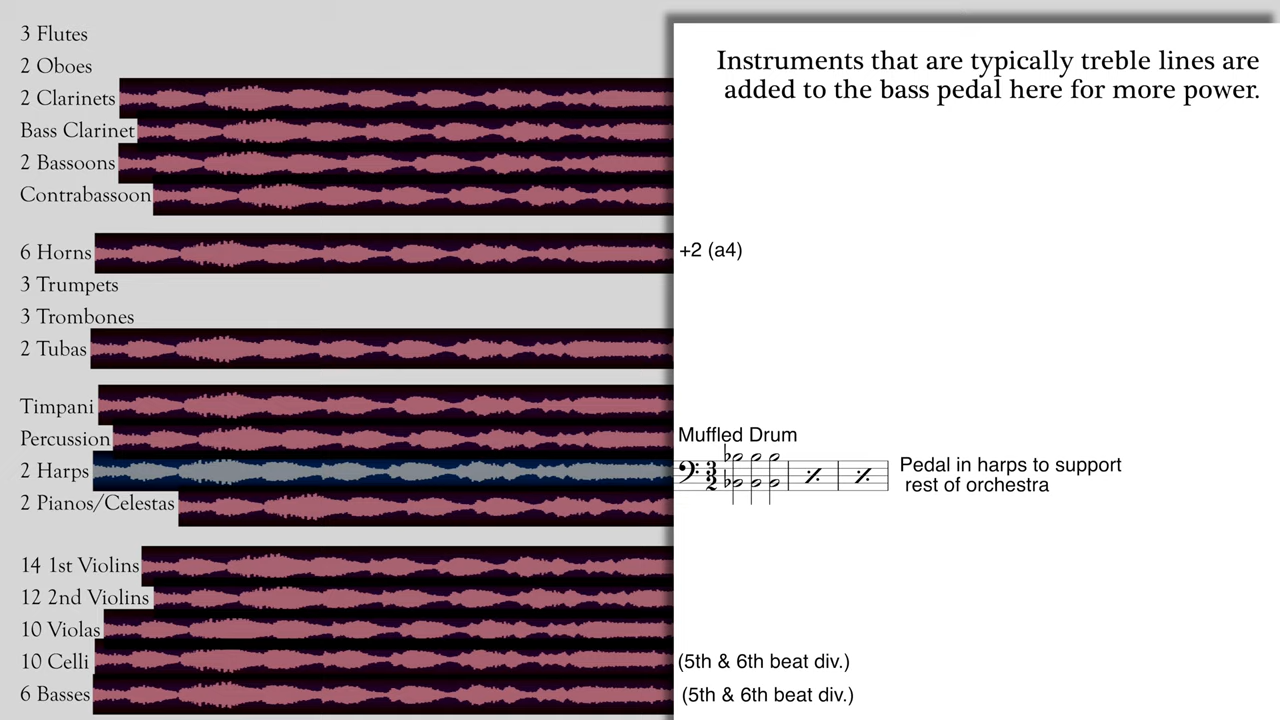 Instruments that are typically treble lines are
added to the bass pedal here for more power.
3 Flutes
2 Oboes
2 Clarinets
Bass Clarinet
2 Bassoons
Contrabassoon
6 Horns
+2 (a4)
3 Trumpets
3 Trombones
2 Tubas
Timpani
Percussion
Muffled Drum
2 Harps
3
2
Pedal in harps to support
rest of orchestra
2 Pianos/Celestas
14 1st Violins
12 2nd Violins
10 Violas
10 Celli
(5th & 6th beat div.)
6 Basses
(5th & 6th beat div.)